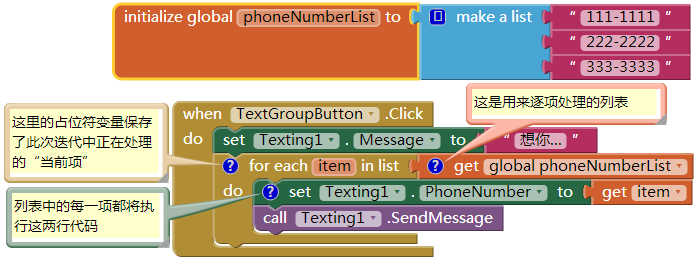 initialize global phoneNumberList to make a list " 111-1111 "
" 222-2222 "
" 333-3333 "
这里的占位符变量保存
了此次迭代中正在处理
的“当前项”
这是用来逐项处理的列表
when TextGroupButton .Click
do set Texting1 . Message to " 想你... "
? for each item in list ? get global phoneNumberList
do ? set Texting1 . PhoneNumber to get item
call Texting1 .SendMessage
列表中的每一项都将执
行这两行代码